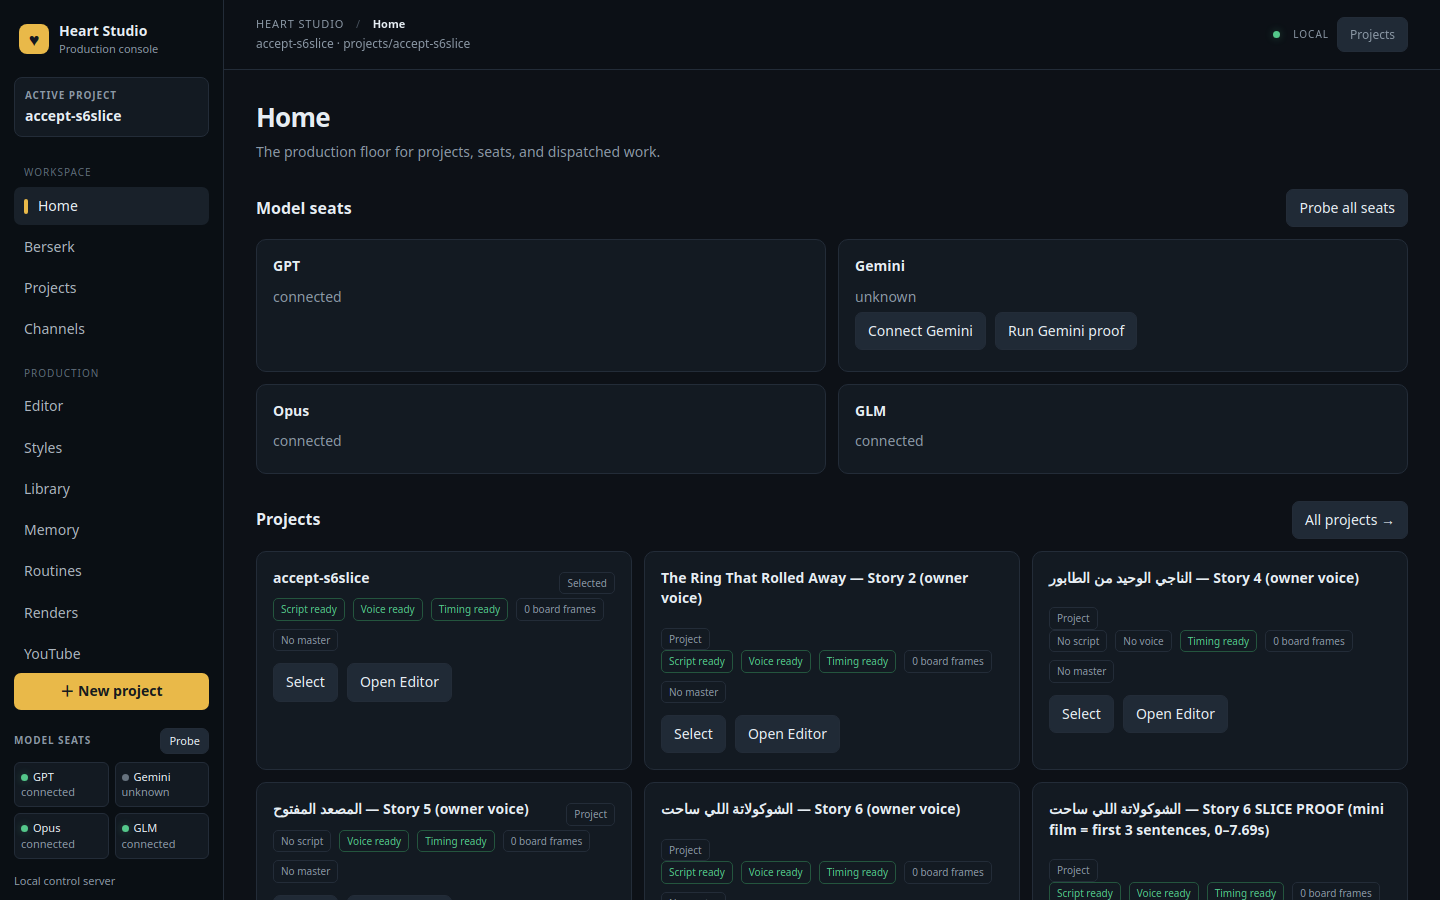 ♥ Heart Studio
Production console
ACTIVE PROJECT
accept-s6slice
WORKSPACE
Home
Berserk
Projects
Channels
PRODUCTION
Editor
Styles
Library
Memory
Routines
Renders
YouTube
+ New project
MODEL SEATS Probe
GPT
connected
Gemini
unknown
Opus
connected
GLM
connected
Local control server
HEART STUDIO / Home
accept-s6slice · projects/accept-s6slice
LOCAL Projects
Home
The production floor for projects, seats, and dispatched work.
Model seats Probe all seats
GPT
connected
Gemini
unknown
Connect Gemini Run Gemini proof
Opus
connected
GLM
connected
Projects All projects →
accept-s6slice
Selected
Script ready Voice ready Timing ready 0 board frames
No master
Select Open Editor
The Ring That Rolled Away — Story 2 (owner
voice)
Project
Script ready Voice ready Timing ready 0 board frames
No master
Select Open Editor
الناجي الوحيد من الطابور — Story 4 (owner voice)
Project
No script No voice Timing ready 0 board frames
No master
Select Open Editor
المصعد المفتوح — Story 5 (owner voice)
Project
No script Voice ready Timing ready 0 board frames
No master
الشوكولاتة اللي ساحت — Story 6 (owner voice)
Project
Script ready Voice ready Timing ready 0 board frames
الشوكولاتة اللي ساحت — Story 6 SLICE PROOF (mini
film = first 3 sentences, 0–7.69s)
Project
Script ready Voice ready Timing ready 0 board frames